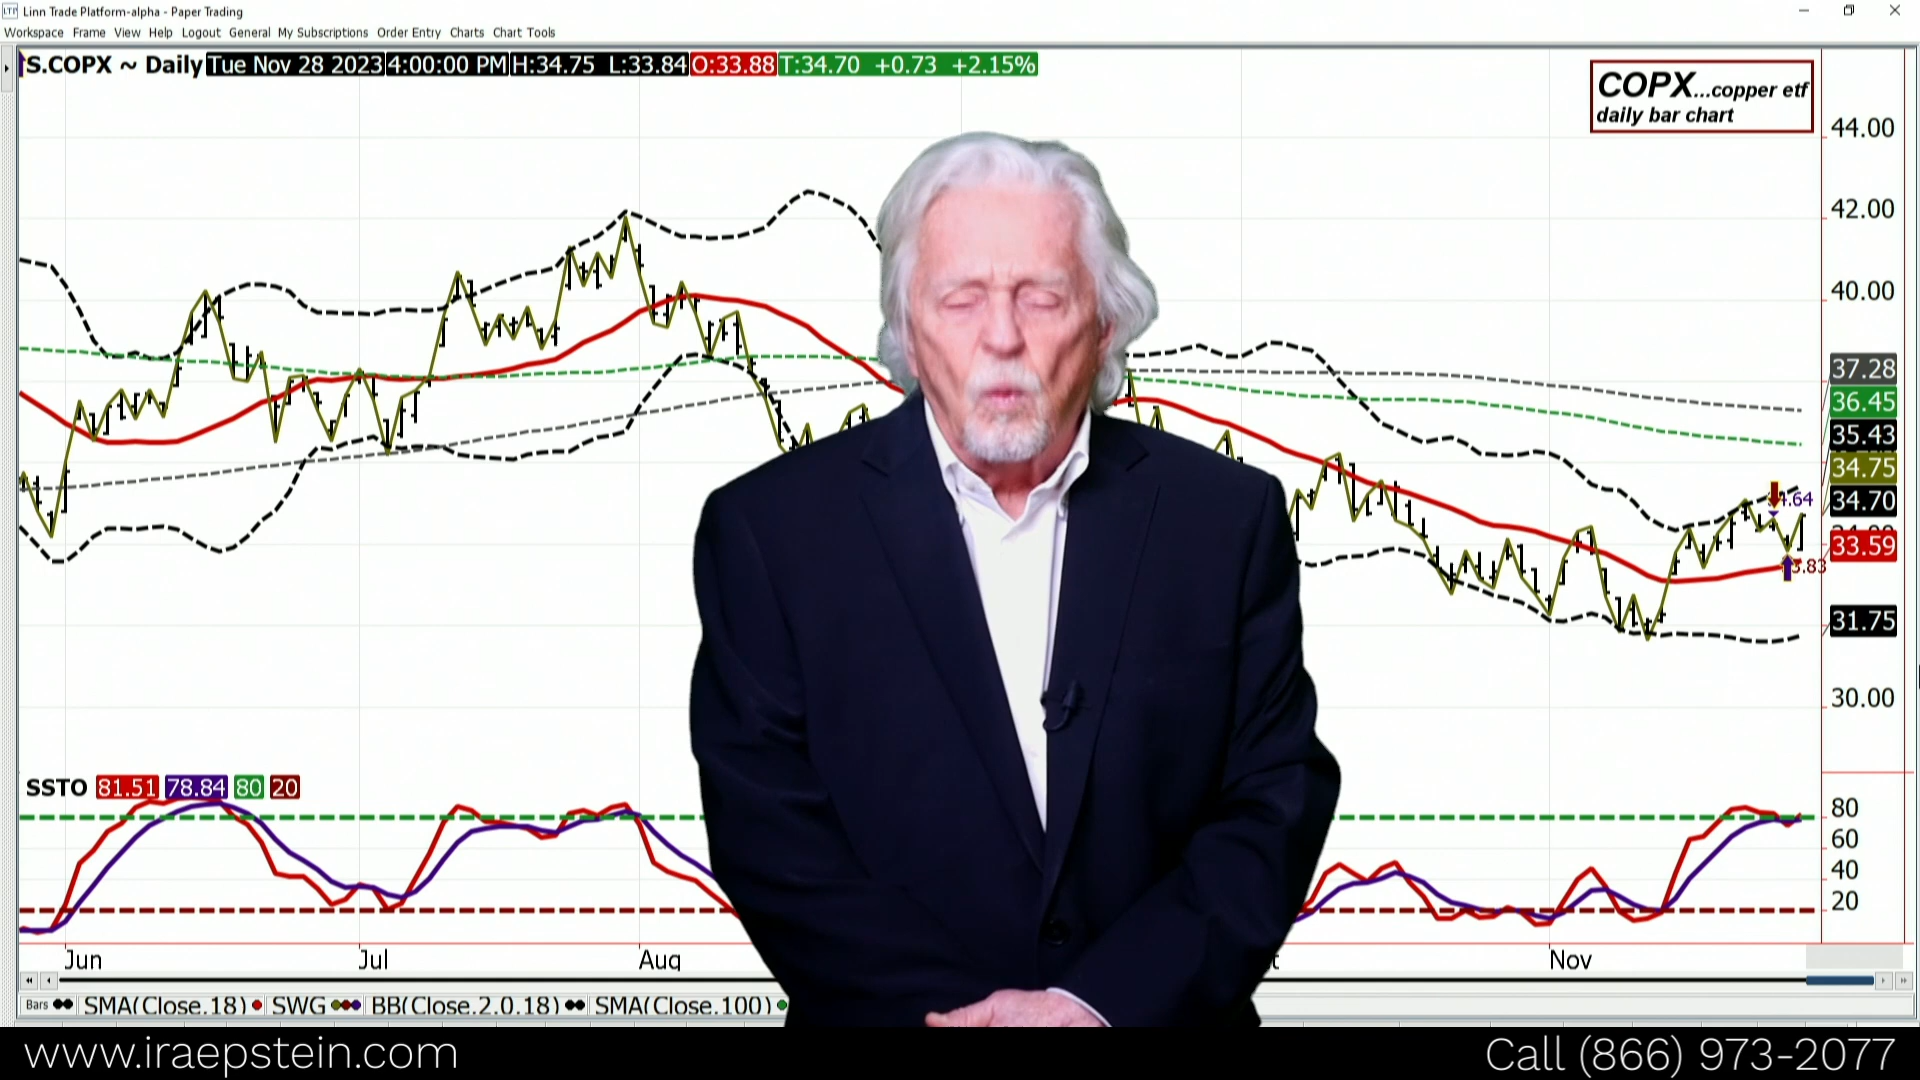 Linn Trade Platform-alpha - Paper Trading
Workspace Frame View Help Logout General My Subscriptions Order Entry Charts Chart Tools
S.COPX ~ Daily Tue Nov 28 2023 4:00:00 PM H:34.75 L:33.84 O:33.88 T:34.70 +0.73 +2.15%
COPX...copper etf
daily bar chart
44.00
42.00
40.00
37.28
36.45
35.43
34.75
34.70
33.59
31.75
30.00
SSTO 81.51 78.84 80 20
80
60
40
20
Jun Jul Aug Nov
Bars SMA(Close.18) SWG BB(Close.2.0.18) SMA(Close.100)
www.iraepstein.com Call (866) 973-2077